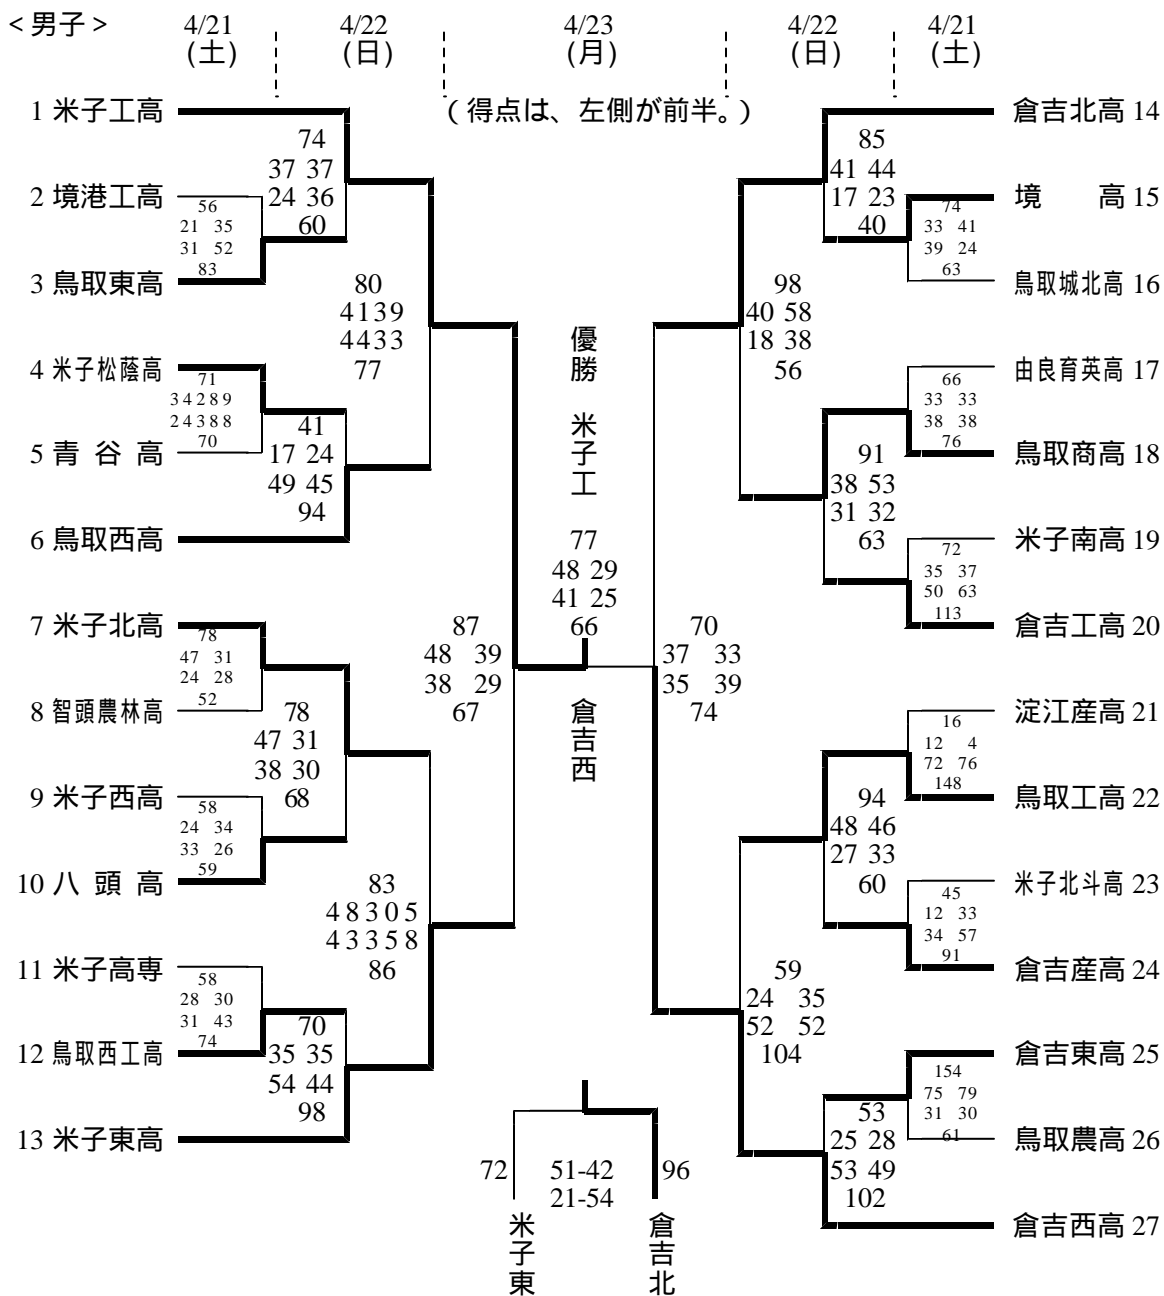 ＜男子＞
4/21
(土)
4/22
(日)
4/23
(月)
4/22
(日)
4/21
(土)
(得点は、左側が前半。)
1 米子工高
2 境港工高
3 鳥取東高
4 米子松蔭高
5 青谷高
6 鳥取西高
7 米子北高
8 智頭農林高
9 米子西高
10 八頭高
11 米子高専
12 鳥取西工高
13 米子東高
56
21 35
31 52
83
71
34 28 9
24 38 8
70
78
47 31
24 28
52
58
24 34
33 26
59
58
28 30
31 43
74
74
37 37
24 36
60
41
17 24
49 45
94
78
47 31
38 30
68
70
35 35
54 44
98
80
41 39
44 33
77
83
48 30 5
43 35 8
86
87
48 39
38 29
67
優勝 米子工
77
48 29
41 25
66
倉吉西
70
37 33
35 39
74
98
40 58
18 38
56
59
24 35
52 52
104
85
41 44
17 23
40
91
38 53
31 32
63
94
48 46
27 33
60
53
25 28
53 49
102
74
33 41
39 24
63
66
33 33
38 38
76
72
35 37
50 63
113
16
12 4
72 76
148
45
12 33
34 57
91
154
75 79
31 30
61
倉吉北高 14
境 高 15
鳥取城北高 16
由良育英高 17
鳥取商高 18
米子南高 19
倉吉工高 20
淀江産高 21
鳥取工高 22
米子北斗高 23
倉吉産高 24
倉吉東高 25
鳥取農高 26
倉吉西高 27
72
51-42
21-54
96
米子東
倉吉北